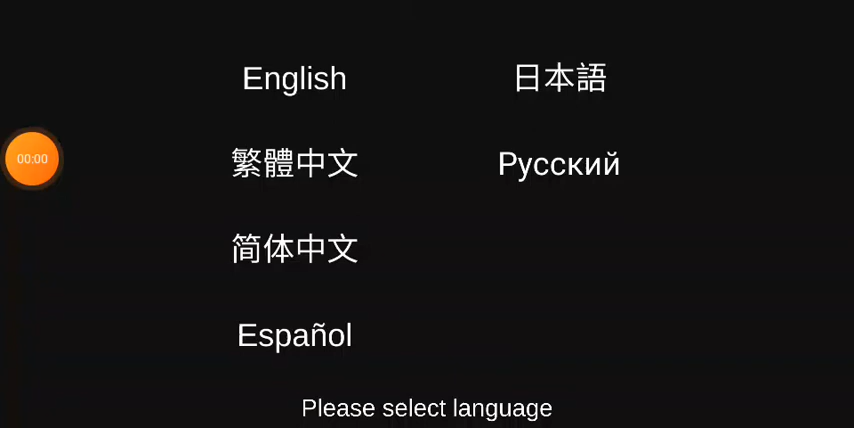 English
日本語
00:00
繁體中文
Русский
简体中文
Español
Please select language